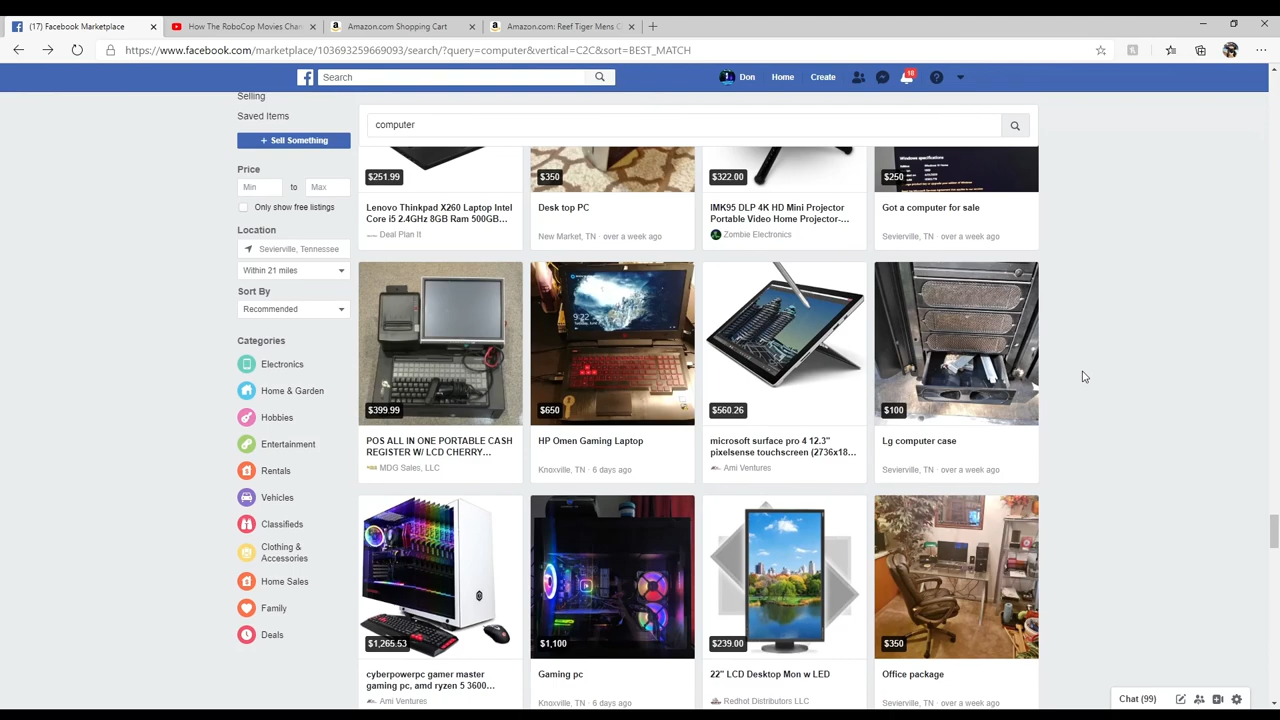 (17) Facebook Marketplace
How The RoboCop Movies Chan
Amazon.com Shopping Cart
Amazon.com: Reef Tiger Mens C
https://www.facebook.com/marketplace/103693259669093/search/?query=computer&vertical=C2C&sort=BEST_MATCH
Search
Don
Home
Create
18
Selling
Saved Items
+ Sell Something
Price
Min to Max
Only show free listings
Location
Sevierville, Tennessee
Within 21 miles
Sort By
Recommended
Categories
Electronics
Home & Garden
Hobbies
Entertainment
Rentals
Vehicles
Classifieds
Clothing &
Accessories
Home Sales
Family
Deals
computer
$251.99
Lenovo Thinkpad X260 Laptop Intel
Core i5 2.4GHz 8GB Ram 500GB...
Deal Plan It
$350
Desk top PC
New Market, TN · over a week ago
$322.00
IMK95 DLP 4K HD Mini Projector
Portable Video Home Projector-...
Zombie Electronics
Windows specifications
$250
Got a computer for sale
Sevierville, TN · over a week ago
$399.99
POS ALL IN ONE PORTABLE CASH
REGISTER W/ LCD CHERRY...
MDG Sales, LLC
9:22
$650
HP Omen Gaming Laptop
Knoxville, TN · 6 days ago
$560.26
microsoft surface pro 4 12.3"
pixelsense touchscreen (2736x18...
Ami Ventures
$100
Lg computer case
Sevierville, TN · over a week ago
$1,265.53
cyberpowerpc gamer master
gaming pc, amd ryzen 5 3600...
Ami Ventures
$1,100
Gaming pc
Knoxville, TN · 6 days ago
$239.00
22" LCD Desktop Mon w LED
Redhot Distributors LLC
$350
Office package
Sevierville, TN · over a week ago
Chat (99)